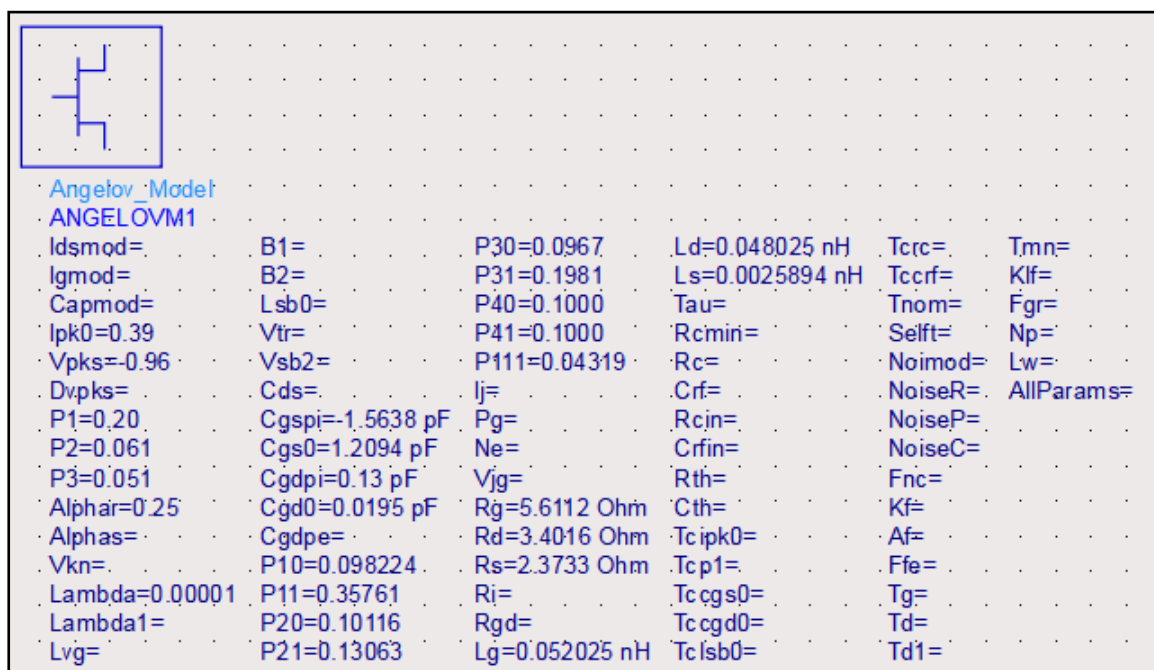 Angelov_Model
ANGELOVM1
Idsmod=
Igmod=
Capmod=
Ipk0=0.39
Vpks=-0.96
Dvpks=
P1=0.20
P2=0.061
P3=0.051
Alphar=0.25
Alphas=
Vkn=
Lambda=0.00001
Lambda1=
Lvg=
B1=
B2=
Lsb0=
Vtr=
Vsb2=
Cds=
Cgspi=-1.5638 pF
Cgs0=1.2094 pF
Cgdpi=0.13 pF
Cgd0=0.0195 pF
Cgdpe=
P10=0.098224
P11=0.35761
P20=0.10116
P21=0.13063
P30=0.0967
P31=0.1981
P40=0.1000
P41=0.1000
P111=0.04319
Ij=
Pg=
Ne=
Vjg=
Rg=5.6112 Ohm
Rd=3.4016 Ohm
Rs=2.3733 Ohm
Ri=
Rgd=
Lg=0.052025 nH
Ld=0.048025 nH
Ls=0.0025894 nH
Tau=
Rcmin=
Rc=
Crf=
Rcin=
Crfin=
Rth=
Cth=
Tcipk0=
Tcp1=
Tccgs0=
Tccgd0=
Tclsb0=
Tcrc=
Tccrf=
Tnom=
Selft=
Noimod=
NoiseR=
NoiseP=
NoiseC=
Fnc=
Kf=
Af=
Ffe=
Tg=
Td=
Td1=
Tmn=
Klf=
Fgr=
Np=
Lw=
AllParams=